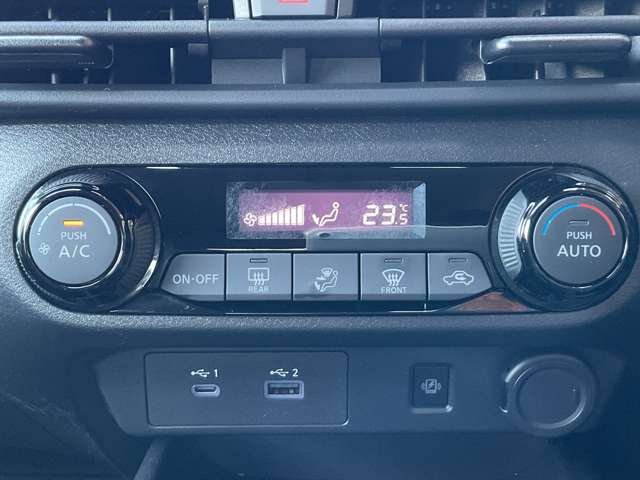 23.5 °C
PUSH
A/C
PUSH
AUTO
ON·OFF
REAR
FRONT
1
2